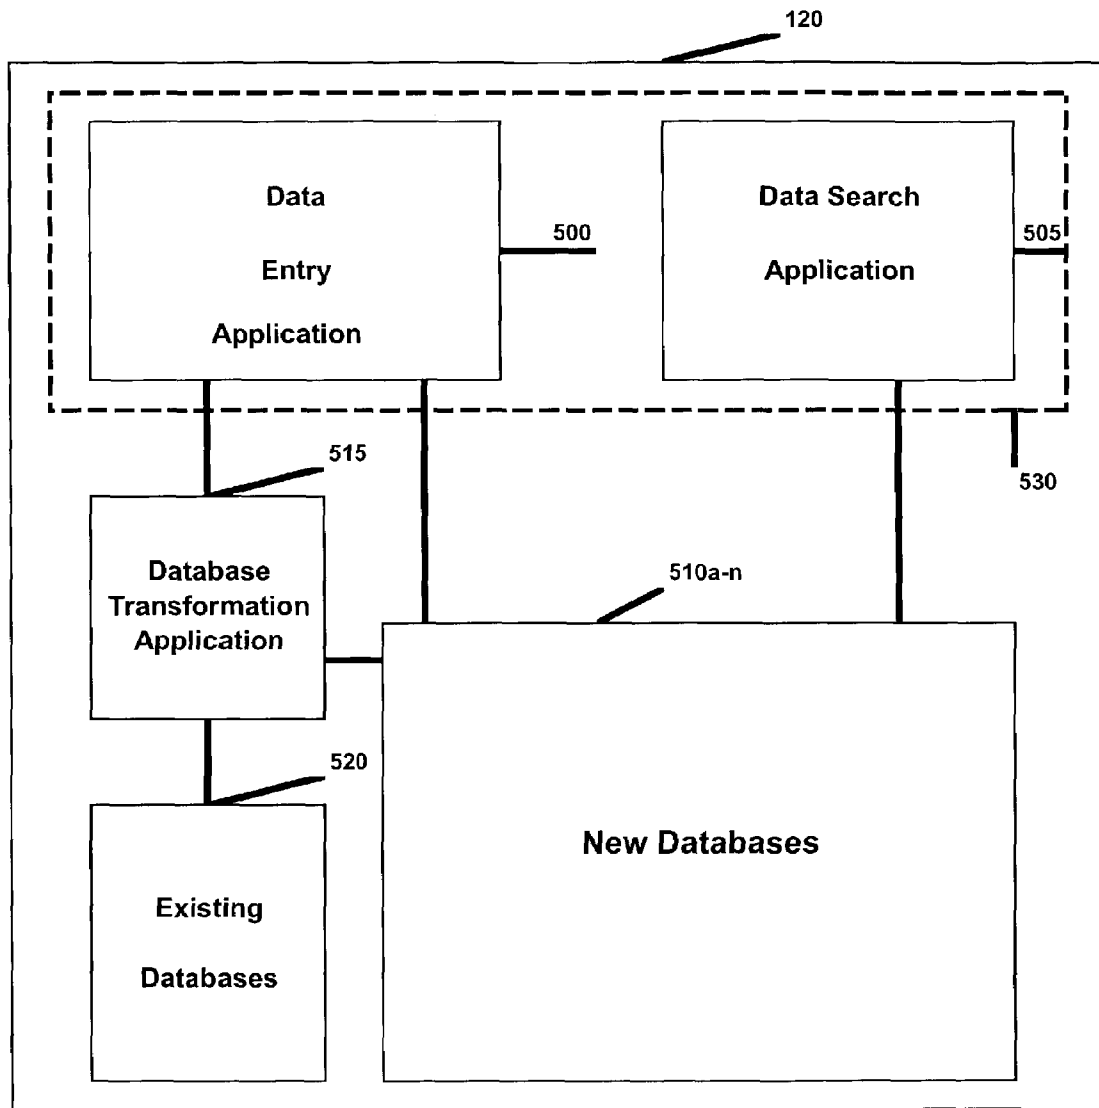 120
Data
Entry
Application
500
Data Search
Application
505
530
515
Database
Transformation
Application
510a-n
520
Existing
Databases
New Databases